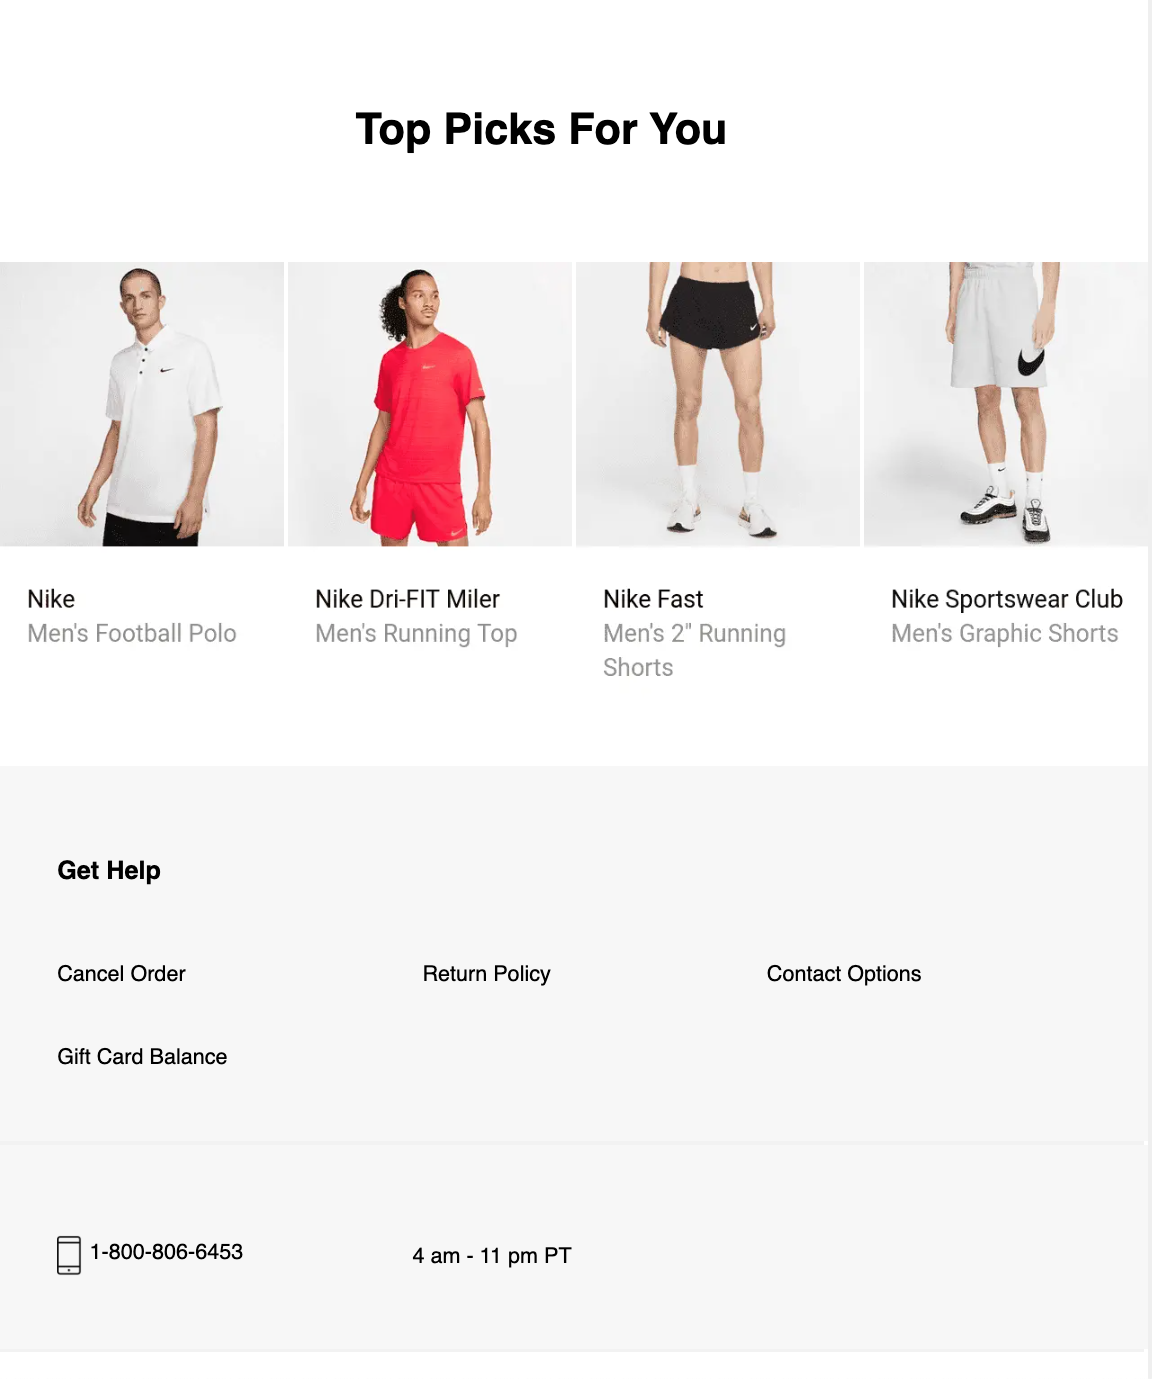 Top Picks For You
Nike
Men's Football Polo
Nike Dri-FIT Miler
Men's Running Top
Nike Fast
Men's 2" Running
Shorts
Nike Sportswear Club
Men's Graphic Shorts
Get Help
Cancel Order
Return Policy
Contact Options
Gift Card Balance
1-800-806-6453
4 am - 11 pm PT